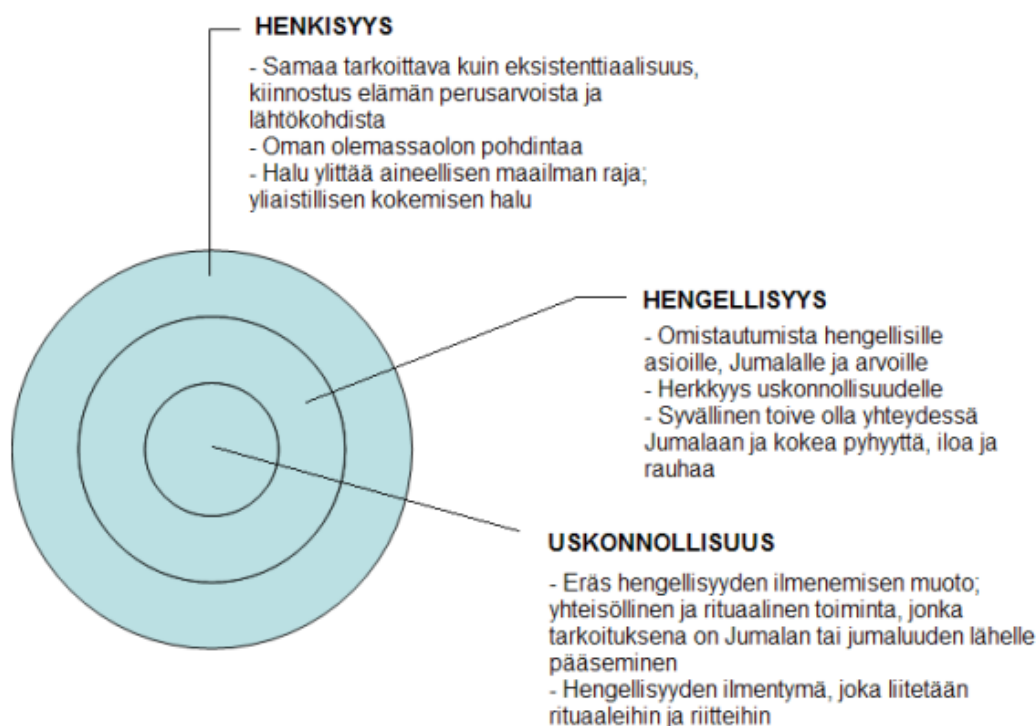 HENKISYYS
- Samaa tarkoittava kuin eksistenttiaalisuus,
kiinnostus elämän perusarvoista ja
lähtökohdista
- Oman olemassaolon pohdintaa
- Halu ylittää aineellisen maailman raja;
yliaistillisen kokemisen halu
HENGELLISYYS
- Omistautumista hengellisille
asioille, Jumalalle ja arvoille
- Herkkyys uskonnollisuudelle
- Syvällinen toive olla yhteydessä
Jumalaan ja kokea pyhyyttä, iloa ja
rauhaa
USKONNOLLISUUS
- Eräs hengellisyyden ilmenemisen muoto;
yhteisöllinen ja rituaalinen toiminta, jonka
tarkoituksena on Jumalan tai jumaluuden lähelle
pääseminen
- Hengellisyyden ilmentymä, joka liitetään
rituaaleihin ja riitteihin